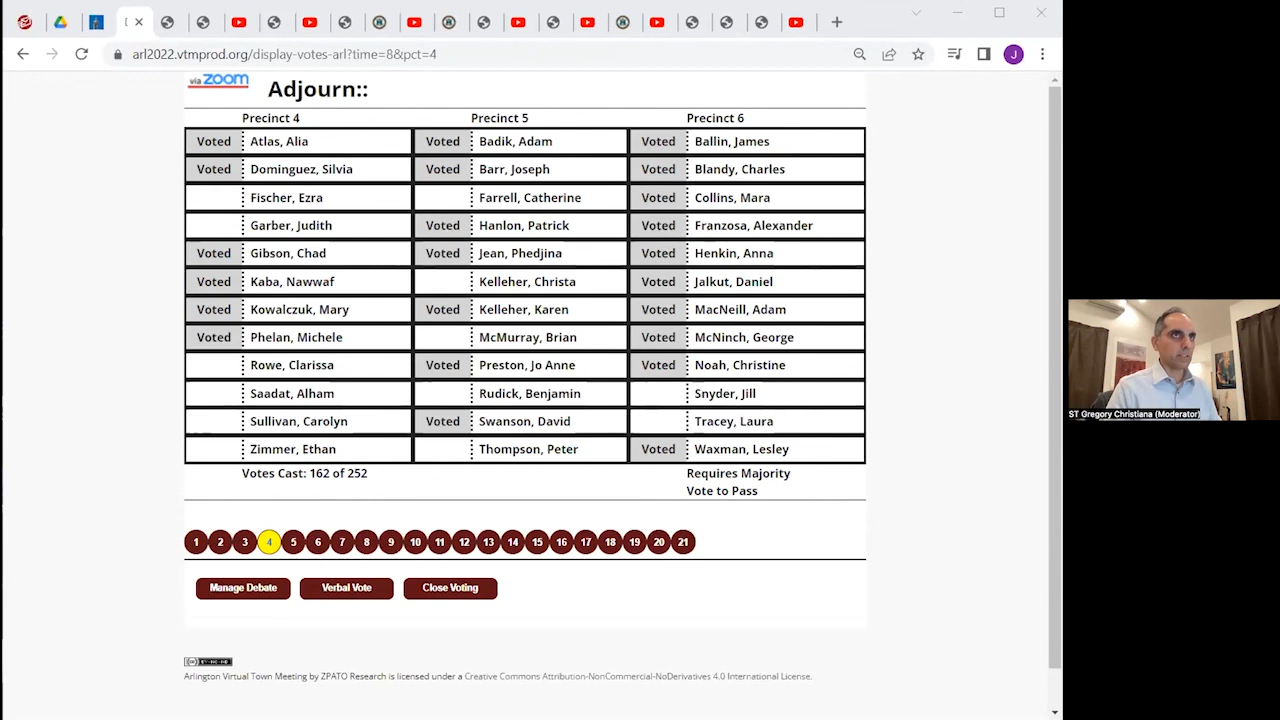 arl2022.vtmprod.org/display-votes-arl?time=8&pct=4
J
via zoom
Adjourn::
Precinct 4 Precinct 5 Precinct 6
Voted Atlas, Alia Voted Badik, Adam Voted Ballin, James
Voted Dominguez, Silvia Voted Barr, Joseph Voted Blandy, Charles
Fischer, Ezra Farrell, Catherine Voted Collins, Mara
Garber, Judith Voted Hanlon, Patrick Voted Franzosa, Alexander
Voted Gibson, Chad Voted Jean, Phedjina Voted Henkin, Anna
Voted Kaba, Nawwaf Kelleher, Christa Voted Jalkut, Daniel
Voted Kowalczuk, Mary Voted Kelleher, Karen Voted MacNeill, Adam
Voted Phelan, Michele McMurray, Brian Voted McNinch, George
Rowe, Clarissa Voted Preston, Jo Anne Voted Noah, Christine
Saadat, Alham Rudick, Benjamin Snyder, Jill
Sullivan, Carolyn Voted Swanson, David Tracey, Laura
Zimmer, Ethan Thompson, Peter Voted Waxman, Lesley
Votes Cast: 162 of 252 Requires Majority
Vote to Pass
1 2 3 4 5 6 7 8 9 10 11 12 13 14 15 16 17 18 19 20 21
Manage Debate Verbal Vote Close Voting
Arlington Virtual Town Meeting by ZPATO Research is licensed under a Creative Commons Attribution-NonCommercial-NoDerivatives 4.0 International License.
ST Gregory Christiana (Moderator)